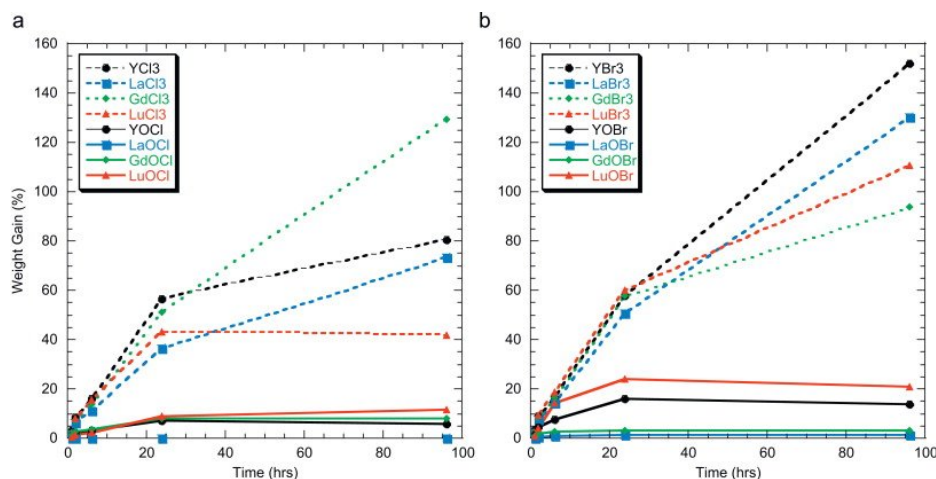 a
b
160
140
120
100
80
60
40
20
0
Weight Gain (%)
YCl3
LaCl3
GdCl3
LuCl3
YOCl
LaOCl
GdOCl
LuOCl
0 20 40 60 80 100
Time (hrs)
160
140
120
100
80
60
40
20
0
YBr3
LaBr3
GdBr3
LuBr3
YOBr
LaOBr
GdOBr
LuOBr
0 20 40 60 80 100
Time (hrs)